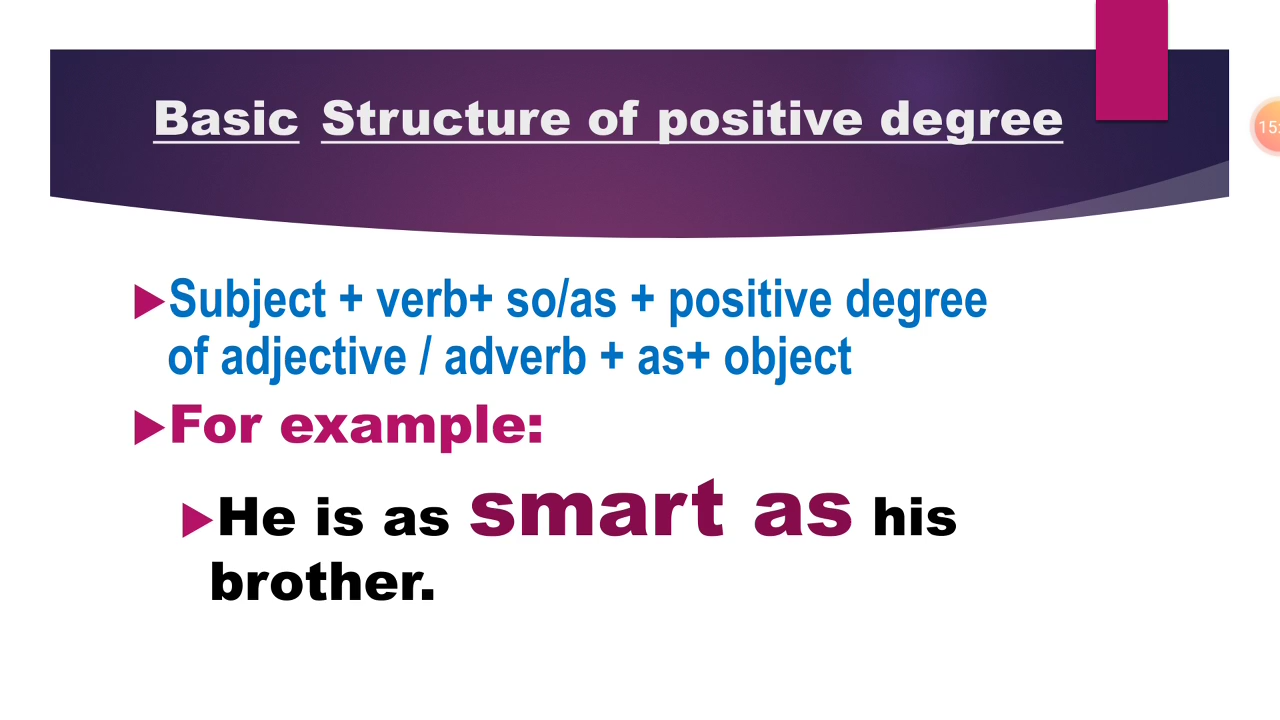 Basic Structure of positive degree
15:
Subject + verb+ so/as + positive degree
of adjective / adverb + as+ object
For example:
He is as smart as his
brother.